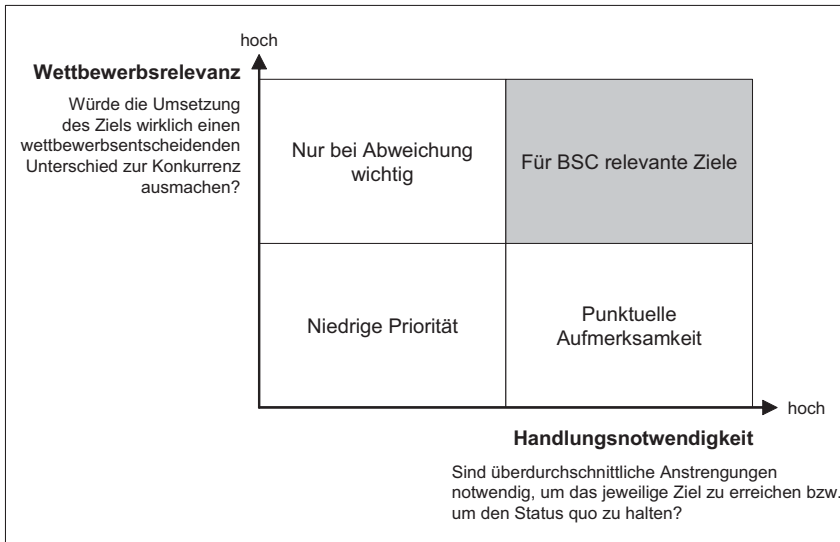 hoch
Wettbewerbsrelevanz
Würde die Umsetzung
des Ziels wirklich einen
wettbewerbsentscheidenden
Unterschied zur Konkurrenz
ausmachen?
Nur bei Abweichung
wichtig
Für BSC relevante Ziele
Niedrige Priorität
Punktuelle
Aufmerksamkeit
hoch
Handlungsnotwendigkeit
Sind überdurchschnittliche Anstrengungen
notwendig, um das jeweilige Ziel zu erreichen bzw.
um den Status quo zu halten?